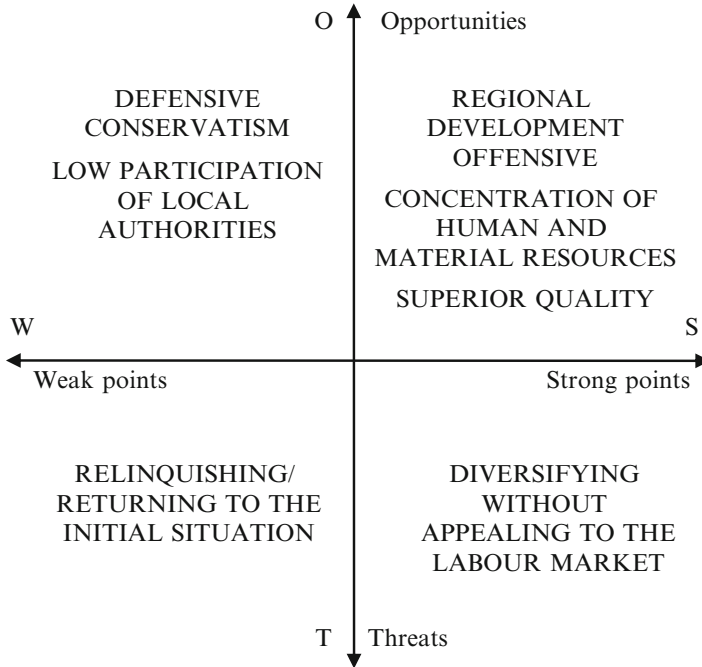 O Opportunities
DEFENSIVE
CONSERVATISM
LOW PARTICIPATION
OF LOCAL
AUTHORITIES
REGIONAL
DEVELOPMENT
OFFENSIVE
CONCENTRATION OF
HUMAN AND
MATERIAL RESOURCES
SUPERIOR QUALITY
W
S
Weak points
Strong points
RELINQUISHING/
RETURNING TO THE
INITIAL SITUATION
DIVERSIFYING
WITHOUT
APPEALING TO THE
LABOUR MARKET
T Threats